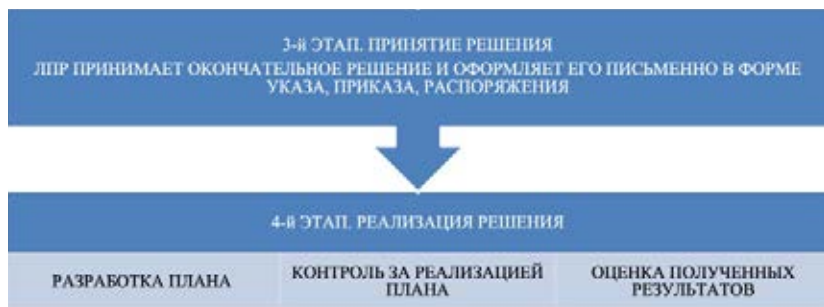 3-й ЭТАП. ПРИНЯТИЕ РЕШЕНИЯ
ЛПР ПРИНИМАЕТ ОКОНЧАТЕЛЬНОЕ РЕШЕНИЕ И ОФОРМЛЯЕТ ЕГО ПИСЬМЕННО В ФОРМЕ
УКАЗА, ПРИКАЗА, РАСПОРЯЖЕНИЯ
4-й ЭТАП. РЕАЛИЗАЦИЯ РЕШЕНИЯ
РАЗРАБОТКА ПЛАНА
КОНТРОЛЬ ЗА РЕАЛИЗАЦИЕЙ
ПЛАНА
ОЦЕНКА ПОЛУЧЕННЫХ
РЕЗУЛЬТАТОВ